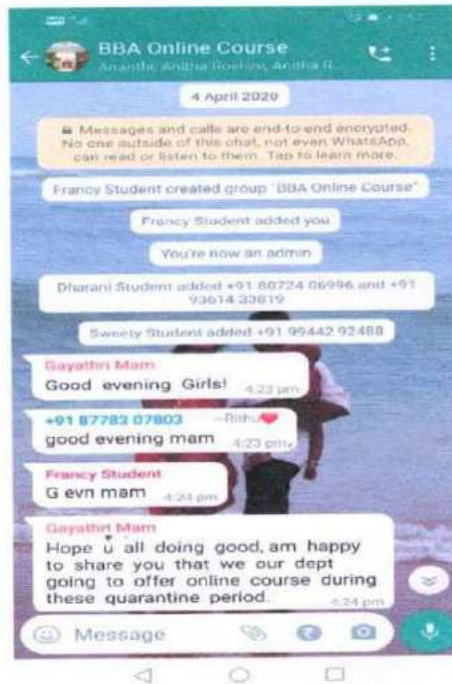 BBA Online Course
Ananthi, Anitha Roshini, Anitha R...
4 April 2020
Messages and calls are end-to-end encrypted.
No one outside of this chat, not even WhatsApp,
can read or listen to them. Tap to learn more.
Francy Student created group "BBA Online Course"
Francy Student added you
You're now an admin
Dharani Student added +91 80724 06996 and +91
93614 33819
Sweety Student added +91 99442 92488
Gayathri Mam
Good evening Girls! 4:23 pm
+91 87783 07803 ~Rithu❤
good evening mam 4:23 pm
Francy Student
G evn mam 4:24 pm
Gayathri Mam
Hope u all doing good, am happy
to share you that we our dept
going to offer online course during
these quarantine period. 4:24 pm
Message